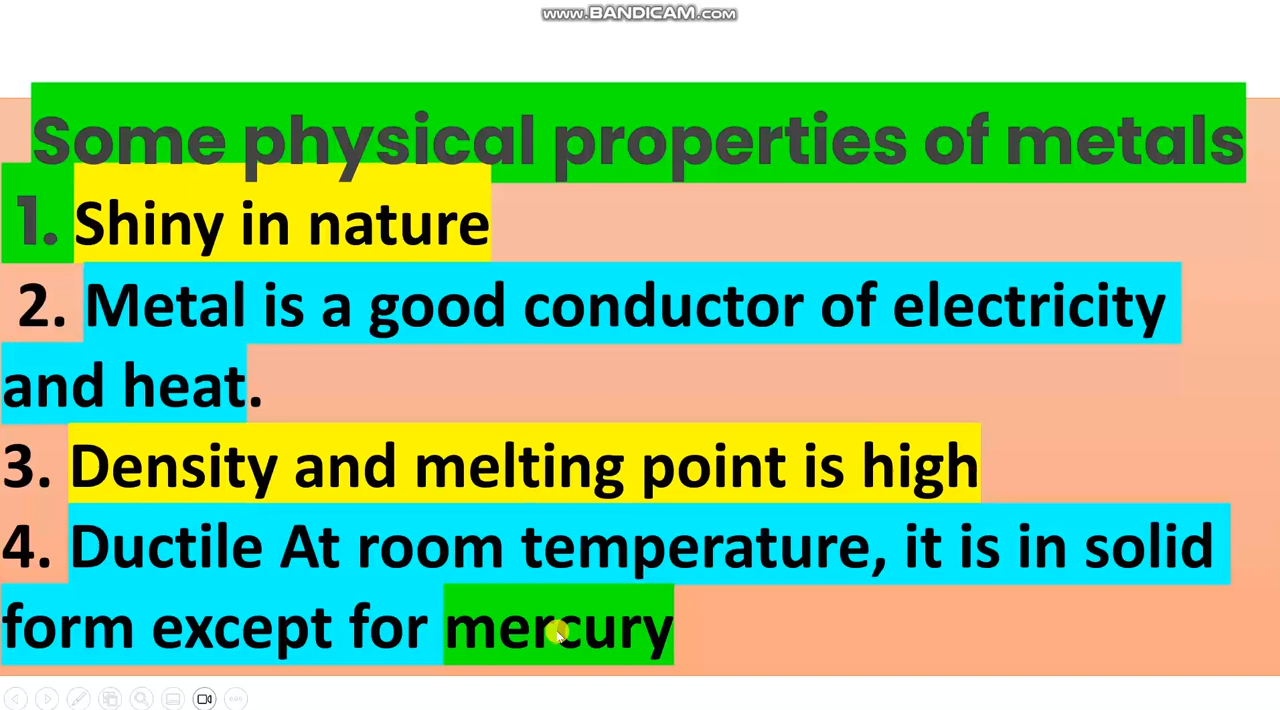 www.BANDICAM.com
Some physical properties of metals
1. Shiny in nature
2. Metal is a good conductor of electricity
and heat.
3. Density and melting point is high
4. Ductile At room temperature, it is in solid
form except for mercury